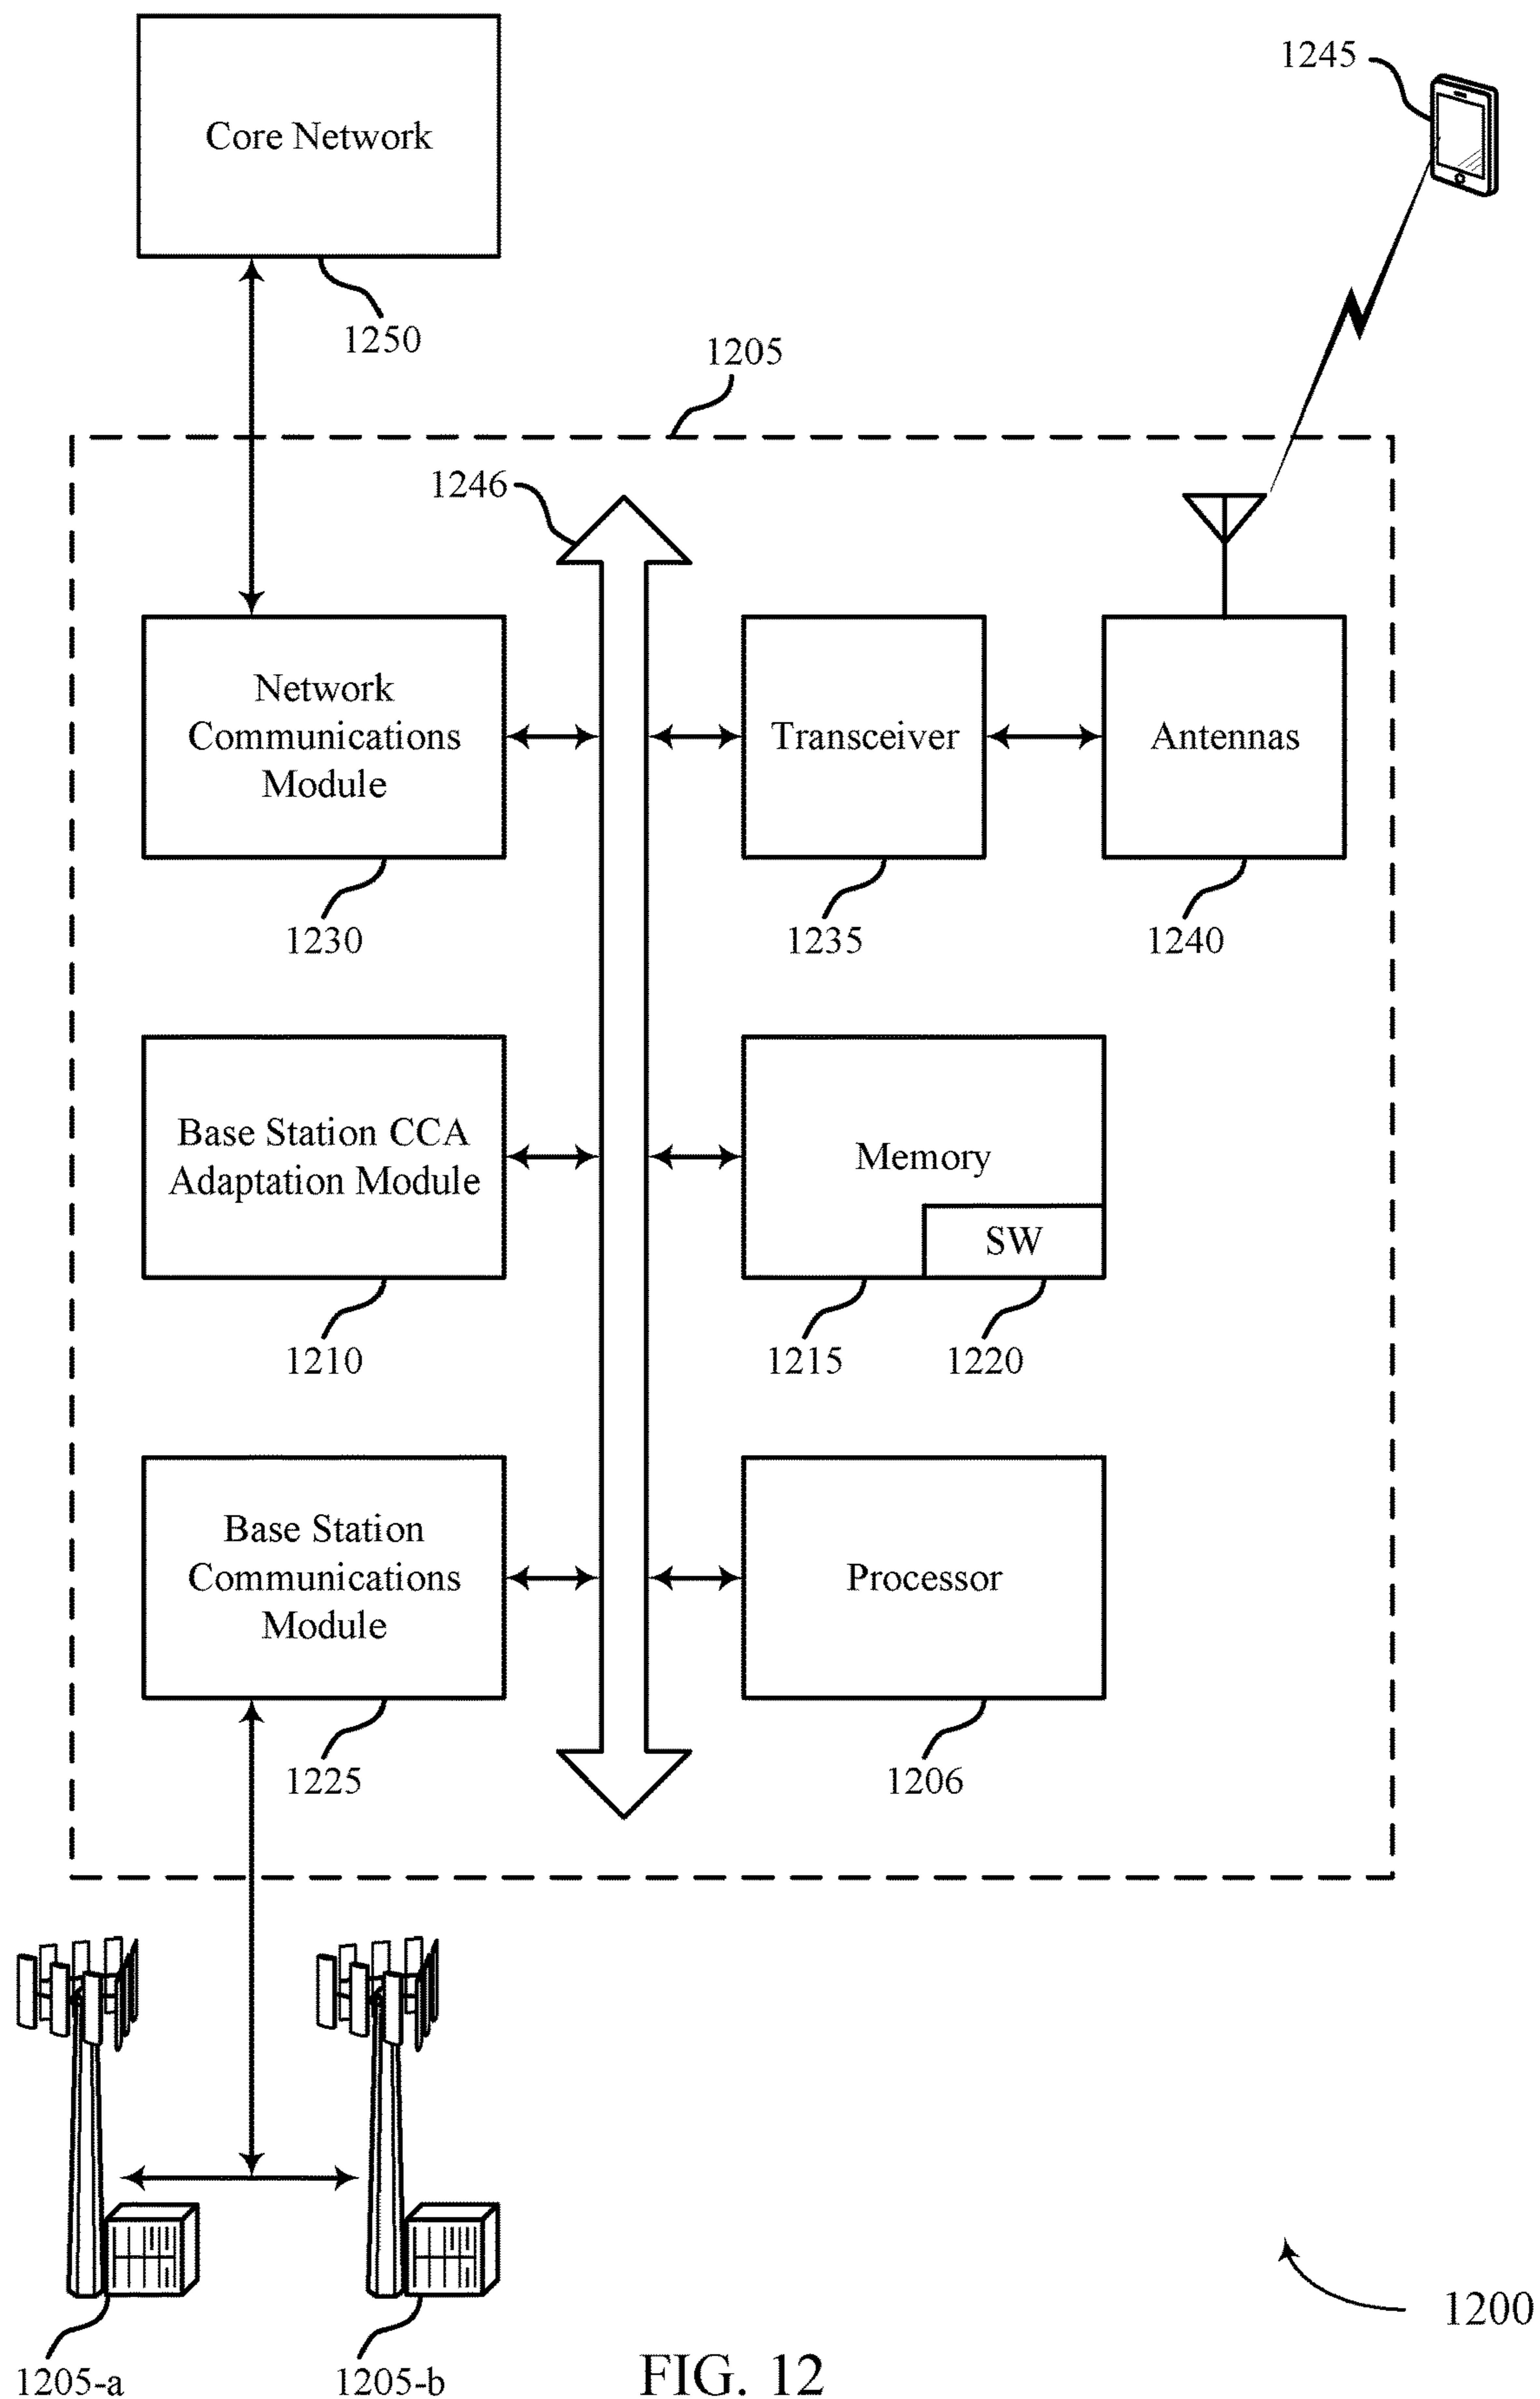 Core Network
1245
1250
1205
1246
Network
Communications
Module
Transceiver
Antennas
1230
1235
1240
Base Station CCA
Adaptation Module
Memory
SW
1210
1215
1220
Base Station
Communications
Module
Processor
1225
1206
1200
1205-a
1205-b
FIG. 12